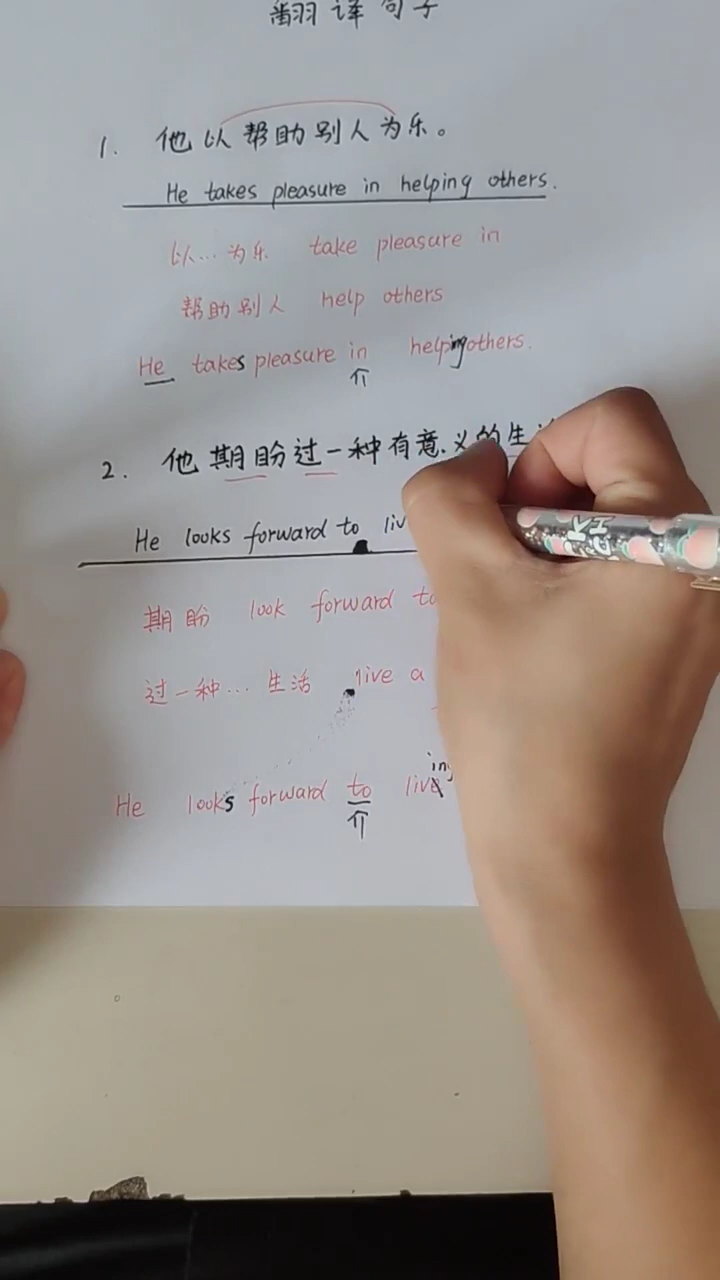 翻译句子
1. 他以帮助别人为乐。
He takes pleasure in helping others.
以…为乐 take pleasure in
帮助别人 help others
He takes pleasure in helping others.
介
2. 他期盼过一种有意义的生
He looks forward to liv
期盼 look forward to
过一种…生活 live a
ing
He looks forward to live
介